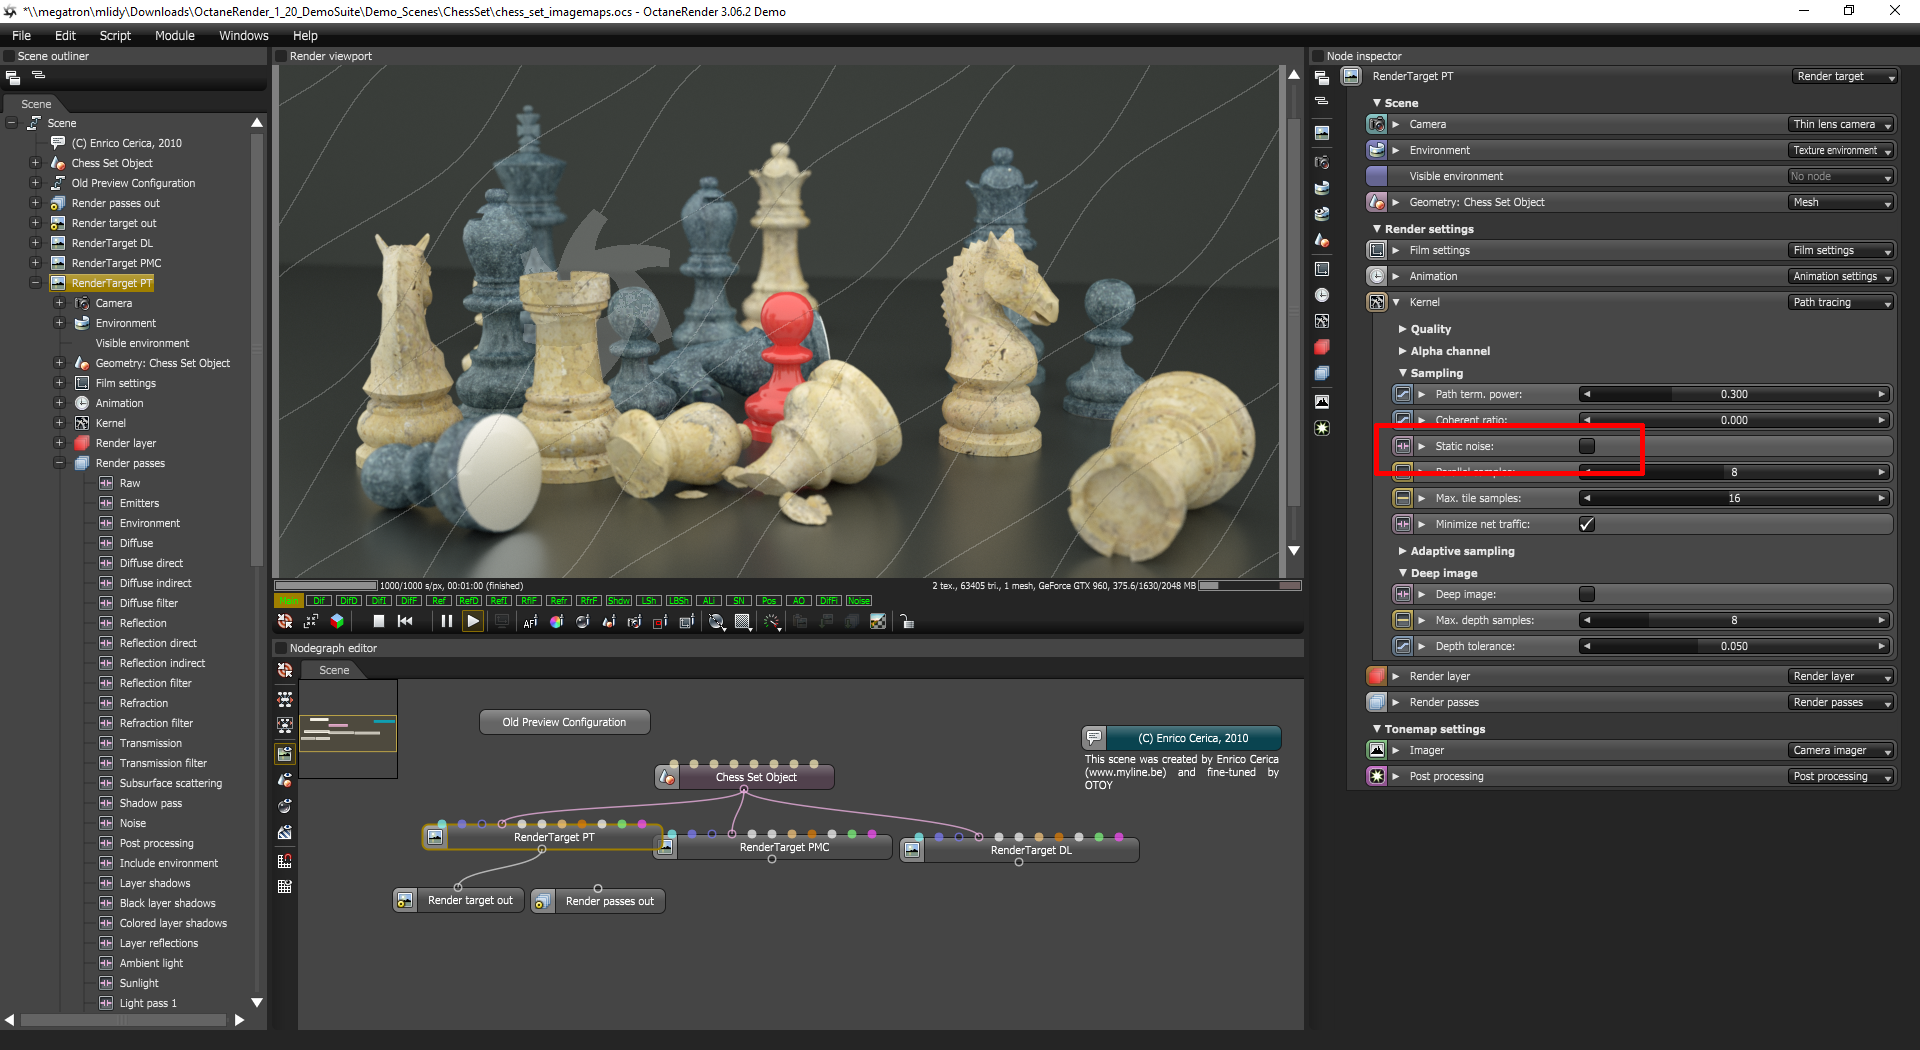 *\\megatron\mlidy\Downloads\OctaneRender_1_20_DemoSuite\Demo_Scenes\ChessSet\chess_set_imagemaps.ocs - OctaneRender 3.06.2 Demo
File Edit Script Module Windows Help
Scene outliner
Scene
Scene
(C) Enrico Cerica, 2010
Chess Set Object
Old Preview Configuration
Render passes out
Render target out
RenderTarget DL
RenderTarget PMC
RenderTarget PT
Camera
Environment
Visible environment
Geometry: Chess Set Object
Film settings
Animation
Kernel
Render layer
Render passes
Raw
Emitters
Environment
Diffuse
Diffuse direct
Diffuse indirect
Diffuse filter
Reflection
Reflection direct
Reflection indirect
Reflection filter
Refraction
Refraction filter
Transmission
Transmission filter
Subsurface scattering
Shadow pass
Noise
Post processing
Include environment
Layer shadows
Black layer shadows
Colored layer shadows
Layer reflections
Ambient light
Sunlight
Light pass 1
Render viewport
1000/1000 s/px, 00:01:00 (finished)
2 tex., 63405 tri., 1 mesh, GeForce GTX 960, 375.6/1630/2048 MB
Main Dif DifD DifI DifF Ref RefD RefI RflF Refr RfrF Shdw LSh LBSh ALi SN Pos AO DifFi Noise
AF
Nodegraph editor
Scene
Old Preview Configuration
(C) Enrico Cerica, 2010
This scene was created by Enrico Cerica
(www.myline.be) and fine-tuned by
OTOY
Chess Set Object
RenderTarget PT
RenderTarget PMC
RenderTarget DL
Render target out
Render passes out
Node inspector
RenderTarget PT Render target
Scene
Camera Thin lens camera
Environment Texture environment
Visible environment No node
Geometry: Chess Set Object Mesh
Render settings
Film settings Film settings
Animation Animation settings
Kernel Path tracing
Quality
Alpha channel
Sampling
Path term. power: 0.300
Coherent ratio: 0.000
Static noise:
Parallel samples: 8
Max. tile samples: 16
Minimize net traffic:
Adaptive sampling
Deep image
Deep image:
Max. depth samples: 8
Depth tolerance: 0.050
Render layer Render layer
Render passes Render passes
Tonemap settings
Imager Camera imager
Post processing Post processing